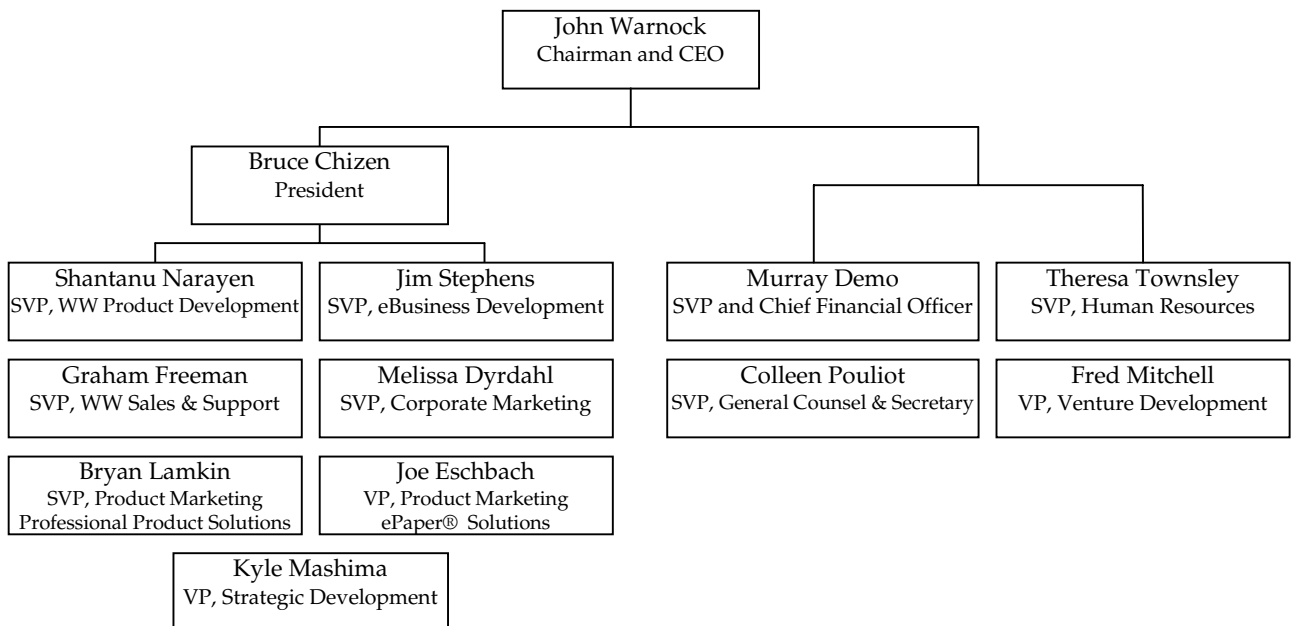 John Warnock
Chairman and CEO
Bruce Chizen
President
Shantanu Narayen
SVP, WW Product Development
Jim Stephens
SVP, eBusiness Development
Murray Demo
SVP and Chief Financial Officer
Theresa Townsley
SVP, Human Resources
Graham Freeman
SVP, WW Sales & Support
Melissa Dyrdahl
SVP, Corporate Marketing
Colleen Pouliot
SVP, General Counsel & Secretary
Fred Mitchell
VP, Venture Development
Bryan Lamkin
SVP, Product Marketing
Professional Product Solutions
Joe Eschbach
VP, Product Marketing
ePaper® Solutions
Kyle Mashima
VP, Strategic Development